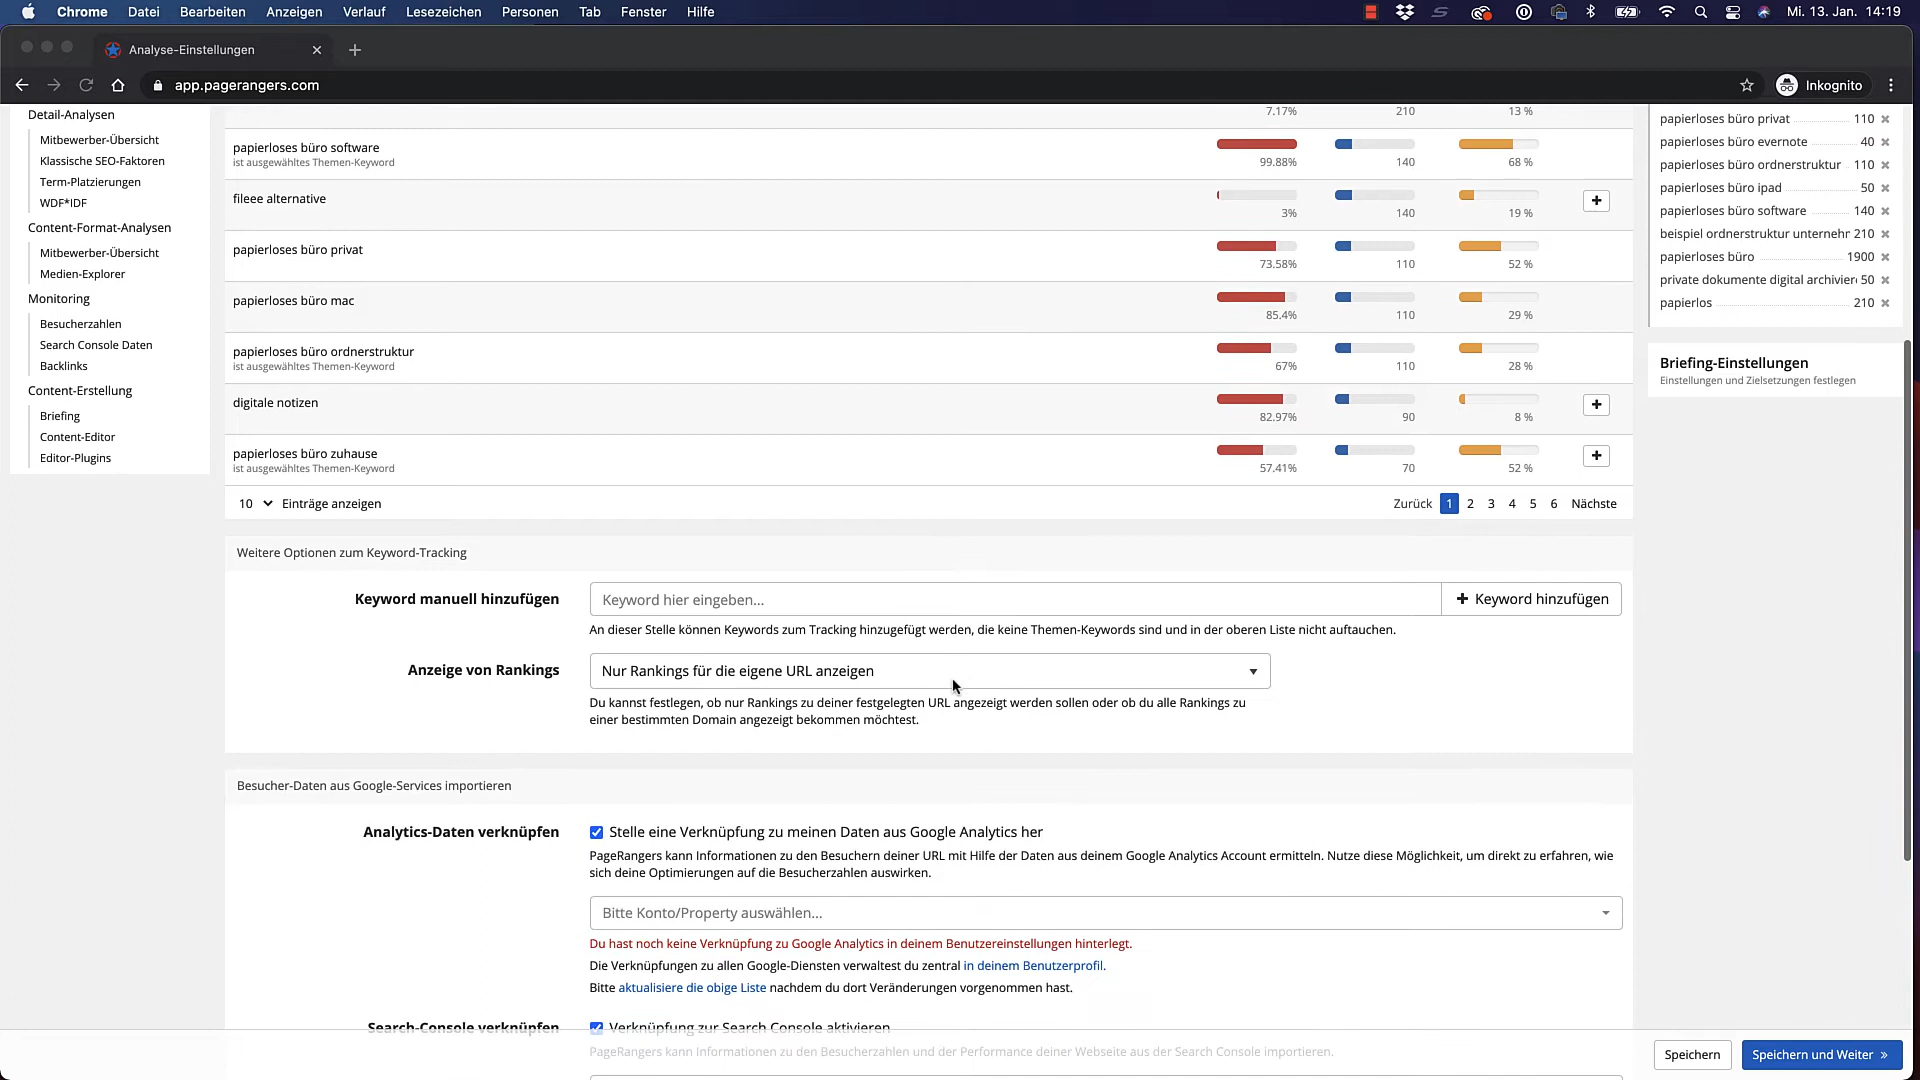 Chrome Datei Bearbeiten Anzeigen Verlauf Lesezeichen Personen Tab Fenster Hilfe Mi. 13. Jan. 14:19
Analyse-Einstellungen
app.pagerangers.com Inkognito
Detail-Analysen
Mitbewerber-Übersicht
Klassische SEO-Faktoren
Term-Platzierungen
WDF*IDF
Content-Format-Analysen
Mitbewerber-Übersicht
Medien-Explorer
Monitoring
Besucherzahlen
Search Console Daten
Backlinks
Content-Erstellung
Briefing
Content-Editor
Editor-Plugins
7.17% 210 13 %
papierloses büro software
ist ausgewähltes Themen-Keyword
99.88% 140 68 %
fileee alternative
3% 140 19 %
papierloses büro privat
73.58% 110 52 %
papierloses büro mac
85.4% 110 29 %
papierloses büro ordnerstruktur
ist ausgewähltes Themen-Keyword
67% 110 28 %
digitale notizen
82.97% 90 8 %
papierloses büro zuhause
ist ausgewähltes Themen-Keyword
57.41% 70 52 %
10 Einträge anzeigen Zurück 1 2 3 4 5 6 Nächste
Weitere Optionen zum Keyword-Tracking
Keyword manuell hinzufügen Keyword hier eingeben... + Keyword hinzufügen
An dieser Stelle können Keywords zum Tracking hinzugefügt werden, die keine Themen-Keywords sind und in der oberen Liste nicht auftauchen.
Anzeige von Rankings Nur Rankings für die eigene URL anzeigen
Du kannst festlegen, ob nur Rankings zu deiner festgelegten URL angezeigt werden sollen oder ob du alle Rankings zu
einer bestimmten Domain angezeigt bekommen möchtest.
Besucher-Daten aus Google-Services importieren
Analytics-Daten verknüpfen Stelle eine Verknüpfung zu meinen Daten aus Google Analytics her
PageRangers kann Informationen zu den Besuchern deiner URL mit Hilfe der Daten aus deinem Google Analytics Account ermitteln. Nutze diese Möglichkeit, um direkt zu erfahren, wie
sich deine Optimierungen auf die Besucherzahlen auswirken.
Bitte Konto/Property auswählen...
Du hast noch keine Verknüpfung zu Google Analytics in deinem Benutzereinstellungen hinterlegt.
Die Verknüpfungen zu allen Google-Diensten verwaltest du zentral in deinem Benutzerprofil.
Bitte aktualisiere die obige Liste nachdem du dort Veränderungen vorgenommen hast.
Search-Console verknüpfen Verknüpfung zur Search Console aktivieren
PageRangers kann Informationen zu den Besucherzahlen und der Performance deiner Webseite aus der Search Console importieren.
papierloses büro privat 110
papierloses büro evernote 40
papierloses büro ordnerstruktur 110
papierloses büro ipad 50
papierloses büro software 140
beispiel ordnerstruktur unternehr 210
papierloses büro 1900
private dokumente digital archivier 50
papierlos 210
Briefing-Einstellungen
Einstellungen und Zielsetzungen festlegen
Speichern Speichern und Weiter »